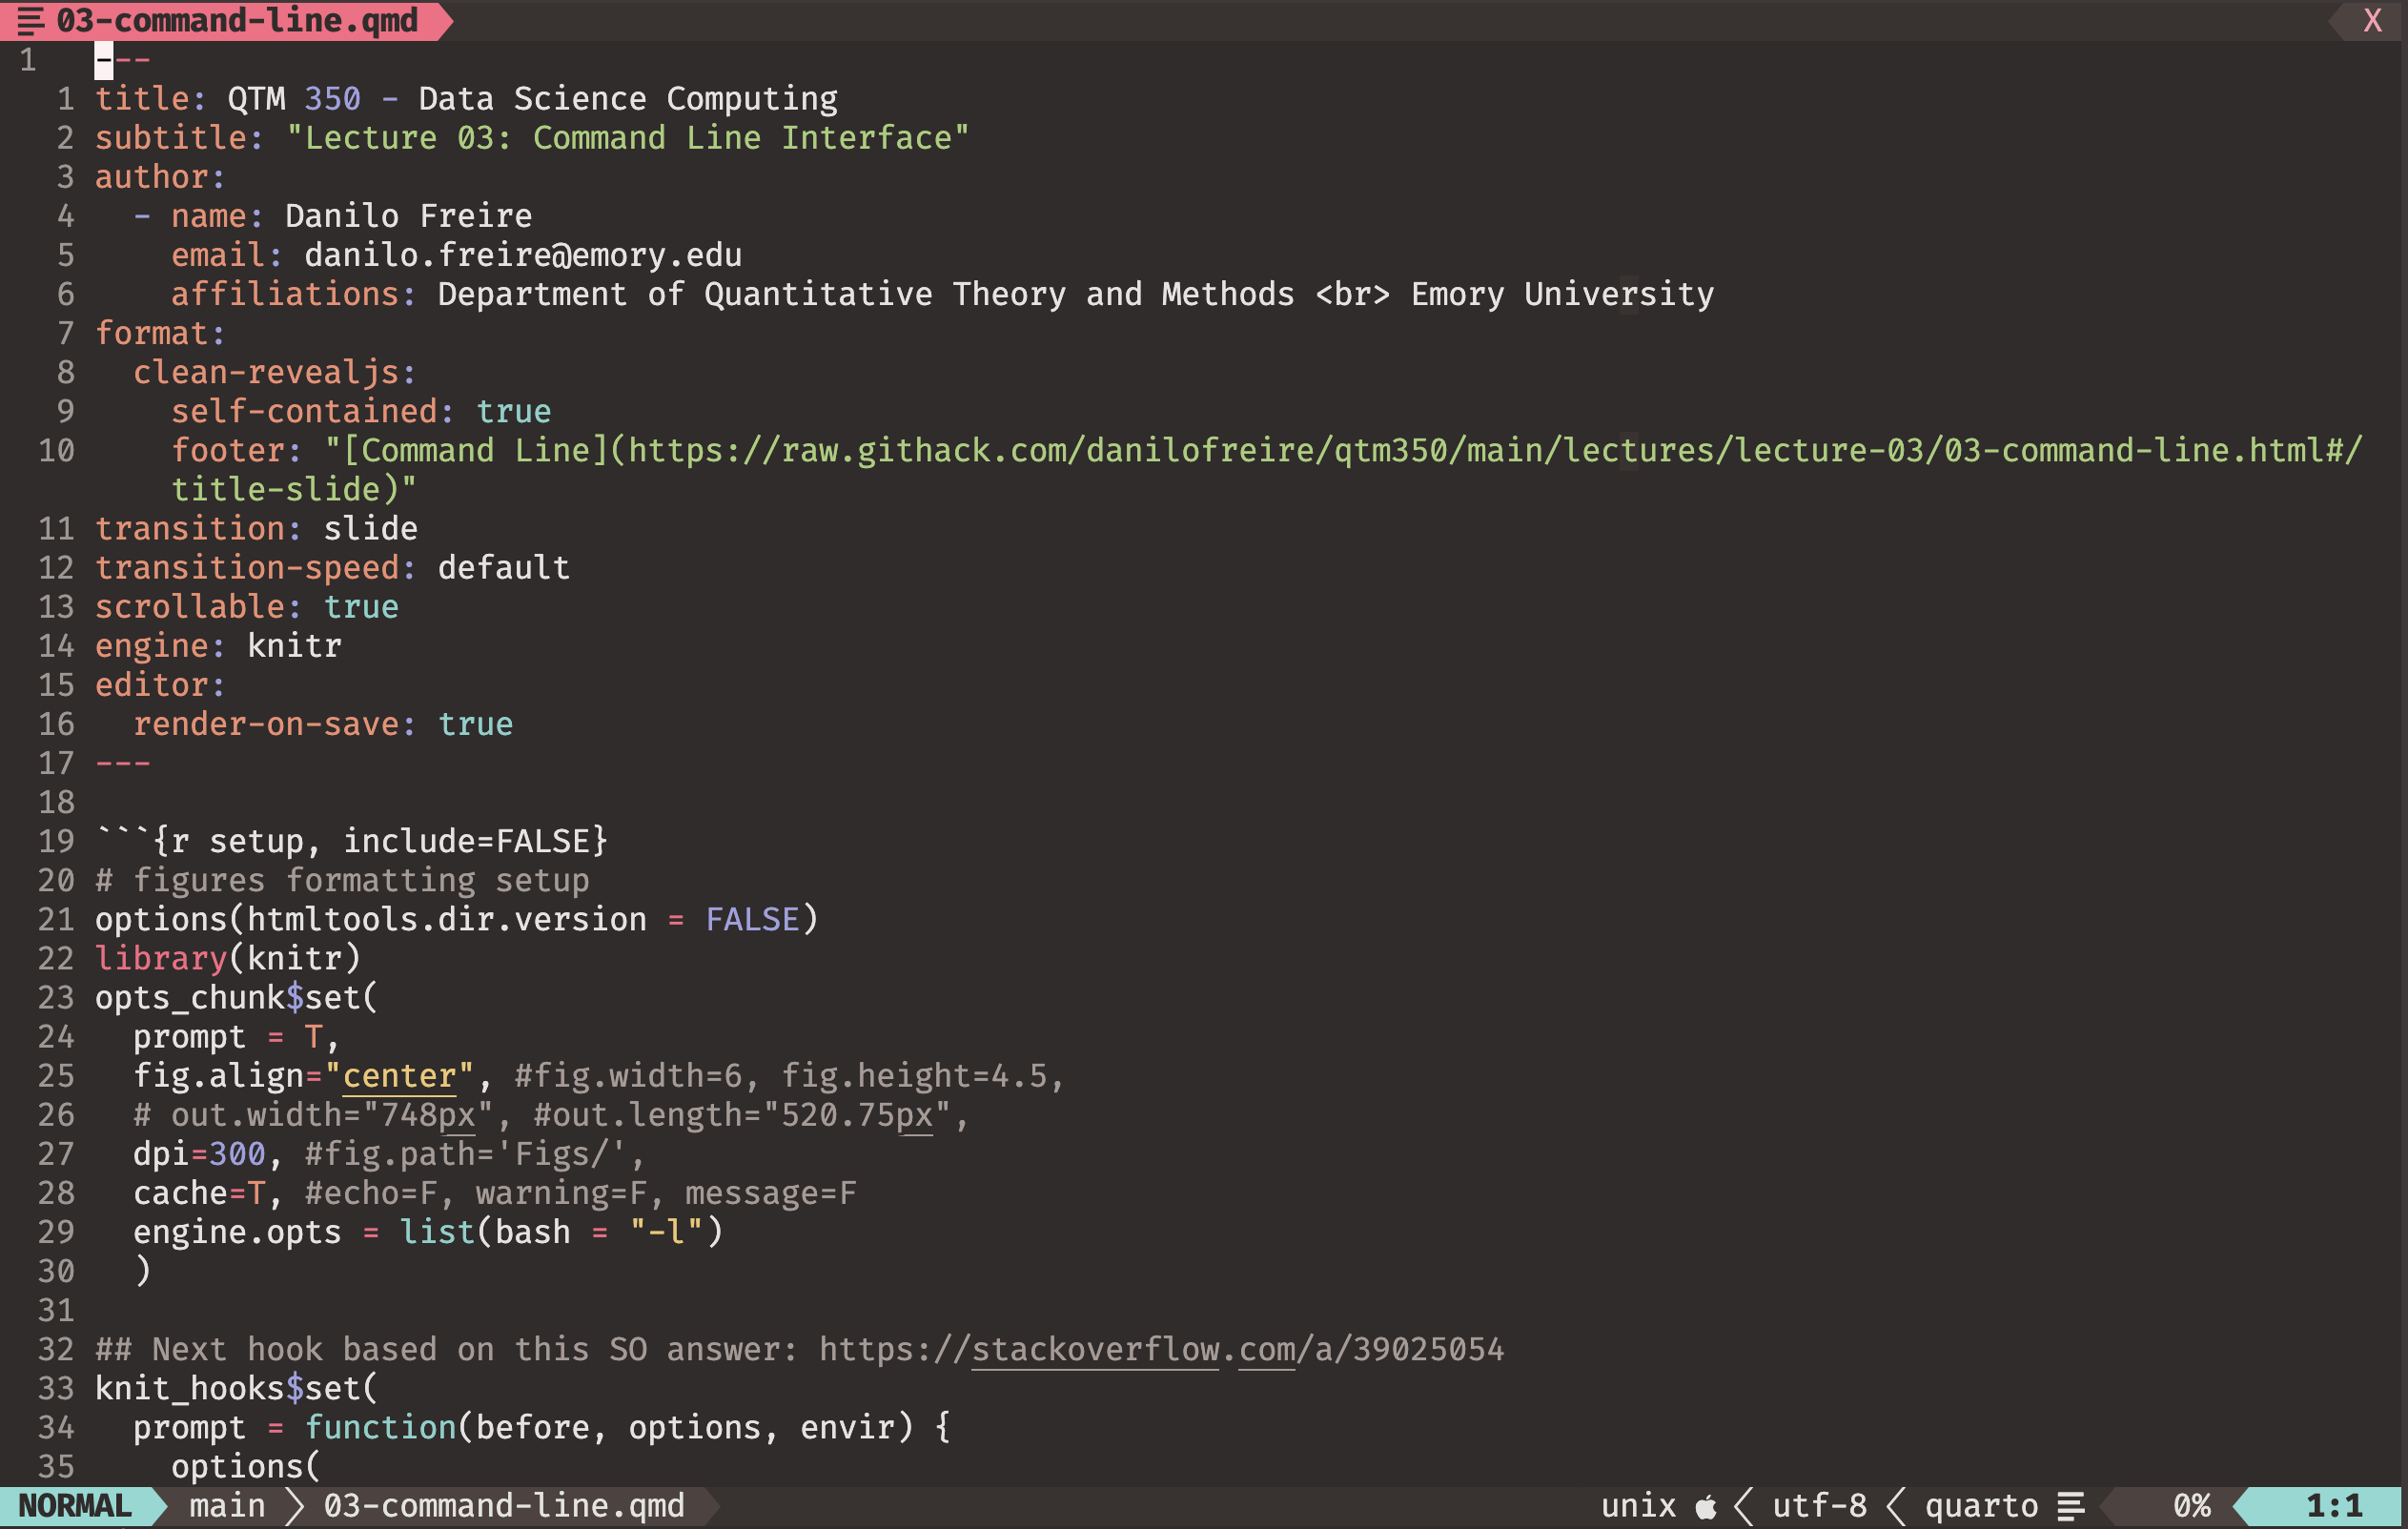 03-command-line.qmd X
1 ---
1 title: QTM 350 - Data Science Computing
2 subtitle: "Lecture 03: Command Line Interface"
3 author:
4   - name: Danilo Freire
5     email: danilo.freire@emory.edu
6     affiliations: Department of Quantitative Theory and Methods <br> Emory University
7 format:
8   clean-revealjs:
9     self-contained: true
10     footer: "[Command Line](https://raw.githack.com/danilofreire/qtm350/main/lectures/lecture-03/03-command-line.html#/
title-slide)"
11 transition: slide
12 transition-speed: default
13 scrollable: true
14 engine: knitr
15 editor:
16   render-on-save: true
17 ---
18
19 ```{r setup, include=FALSE}
20 # figures formatting setup
21 options(htmltools.dir.version = FALSE)
22 library(knitr)
23 opts_chunk$set(
24   prompt = T,
25   fig.align="center", #fig.width=6, fig.height=4.5,
26   # out.width="748px", #out.length="520.75px",
27   dpi=300, #fig.path='Figs/',
28   cache=T, #echo=F, warning=F, message=F
29   engine.opts = list(bash = "-l")
30   )
31
32 ## Next hook based on this SO answer: https://stackoverflow.com/a/39025054
33 knit_hooks$set(
34   prompt = function(before, options, envir) {
35     options(
NORMAL main 03-command-line.qmd unix utf-8 quarto 0% 1:1